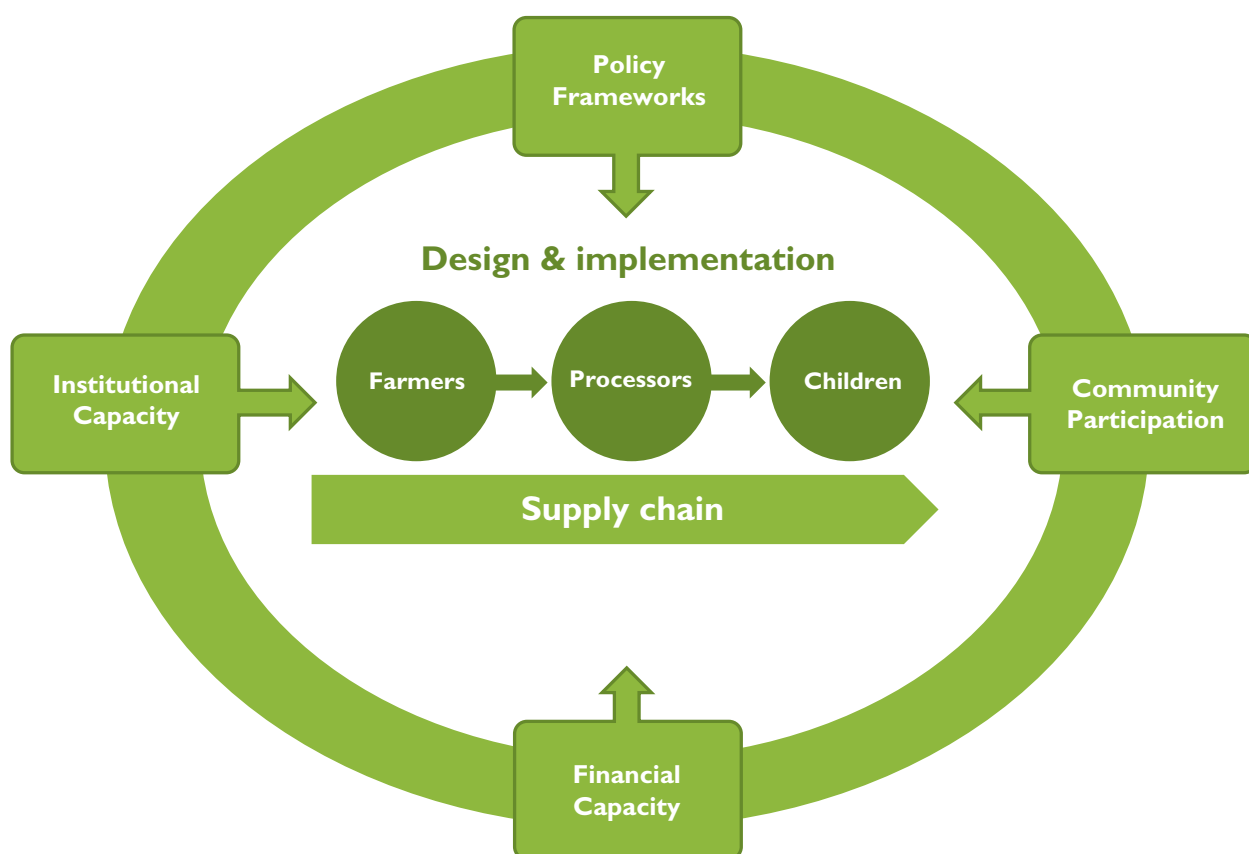 Policy
Frameworks
Design & implementation
Institutional
Capacity
Farmers
Processors
Children
Community
Participation
Supply chain
Financial
Capacity